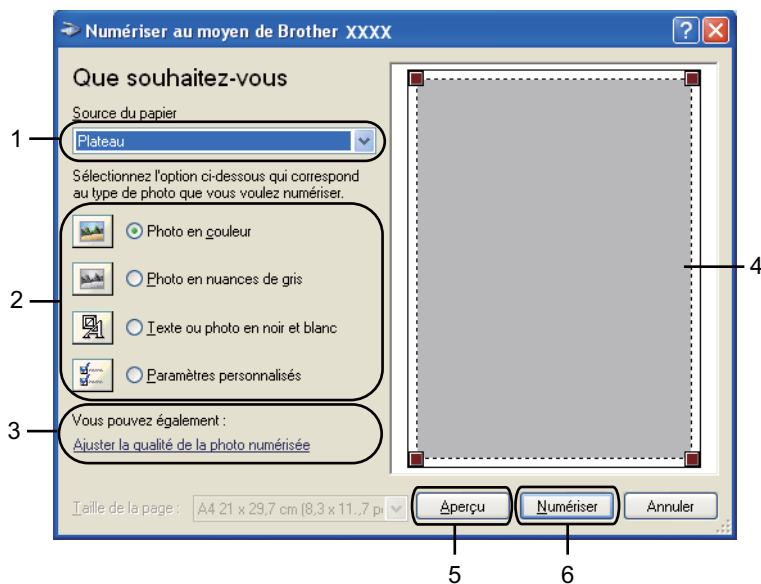 Numériser au moyen de Brother XXXX
Que souhaitez-vous
Source du papier
1
Plateau
Sélectionnez l'option ci-dessous qui correspond
au type de photo que vous voulez numériser.
Photo en couleur
2
Photo en nuances de gris
Texte ou photo en noir et blanc
Paramètres personnalisés
3
Vous pouvez également :
Ajuster la qualité de la photo numérisée
4
Taille de la page :
A4 21 x 29,7 cm (8,3 x 11.,7 p
Aperçu
Numériser
Annuler
5
6